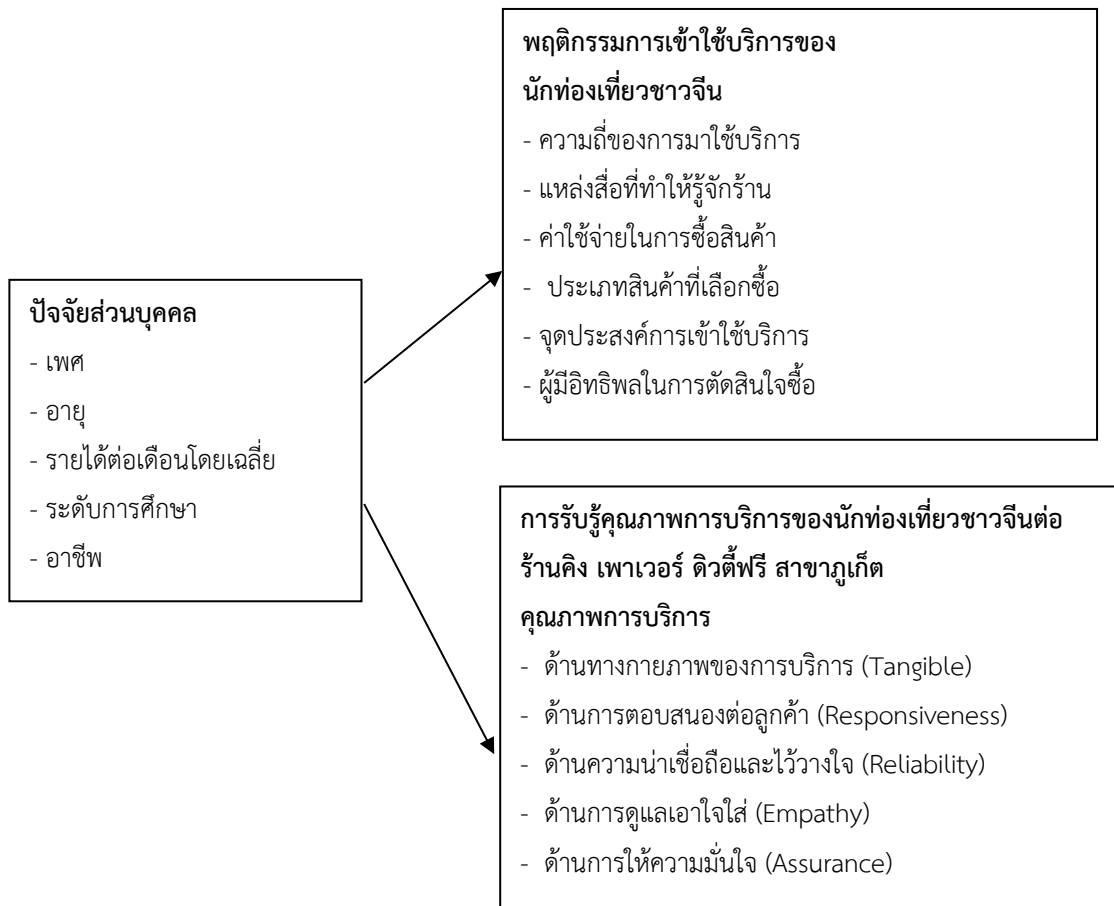 พฤติกรรมการเข้าใช้บริการของ
นักท่องเที่ยวชาวจีน
- ความถี่ของการมาใช้บริการ
- แหล่งสื่อที่ทำให้รู้จักร้าน
- ค่าใช้จ่ายในการซื้อสินค้า
- ประเภทสินค้าที่เลือกซื้อ
- จุดประสงค์การเข้าใช้บริการ
- ผู้มีอิทธิพลในการตัดสินใจซื้อ
ปัจจัยส่วนบุคคล
- เพศ
- อายุ
- รายได้ต่อเดือนโดยเฉลี่ย
- ระดับการศึกษา
- อาชีพ
การรับรู้คุณภาพการบริการของนักท่องเที่ยวชาวจีนต่อ
ร้านคิง เพาเวอร์ ดิวตี้ฟรี สาขาภูเก็ต
คุณภาพการบริการ
- ด้านทางกายภาพของการบริการ (Tangible)
- ด้านการตอบสนองต่อลูกค้า (Responsiveness)
- ด้านความน่าเชื่อถือและไว้วางใจ (Reliability)
- ด้านการดูแลเอาใจใส่ (Empathy)
- ด้านการให้ความมั่นใจ (Assurance)